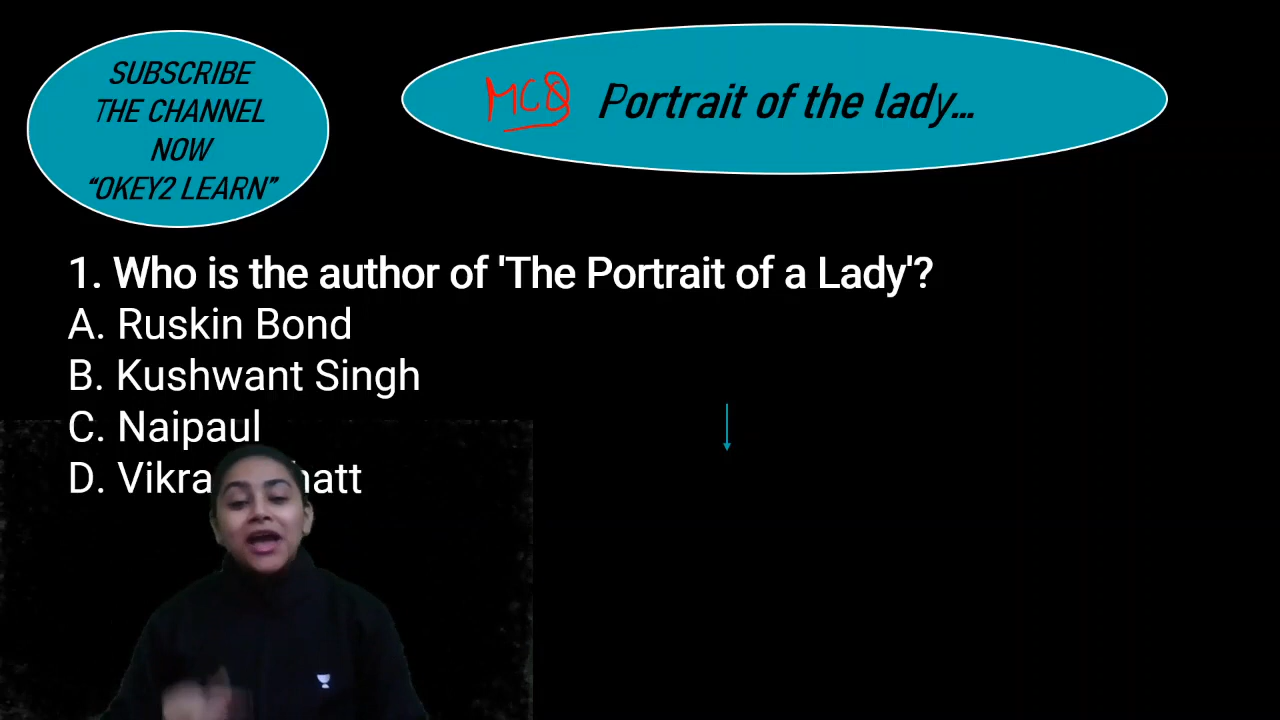 SUBSCRIBE
THE CHANNEL
NOW
“OKEY2 LEARN”
MCQ Portrait of the lady...
1. Who is the author of 'The Portrait of a Lady'?
A. Ruskin Bond
B. Kushwant Singh
C. Naipaul
D.